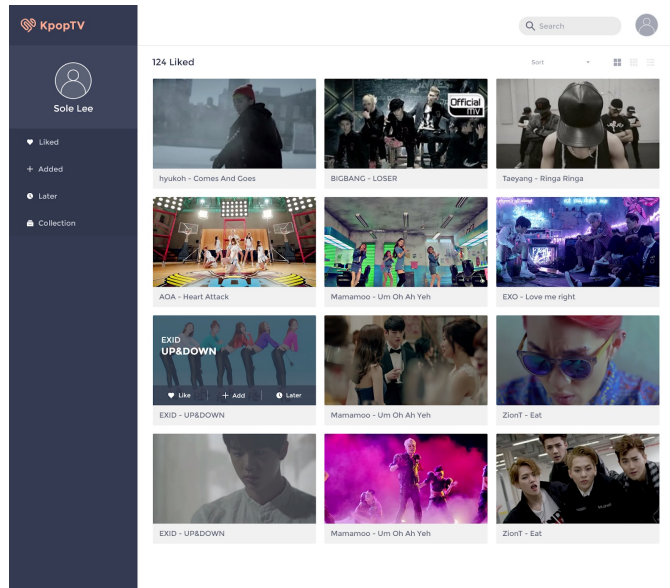 KpopTV
Search
Sole Lee
Liked
Added
Later
Collection
124 Liked
Sort
Official
mv
hyukoh - Comes And Goes
BIGBANG - LOSER
Taeyang - Ringa Ringa
AOA - Heart Attack
Mamamoo - Um Oh Ah Yeh
EXO - Love me right
EXID
UP&DOWN
Like
Add
Later
EXID - UP&DOWN
Mamamoo - Um Oh Ah Yeh
ZionT - Eat
EXID - UP&DOWN
Mamamoo - Um Oh Ah Yeh
ZionT - Eat